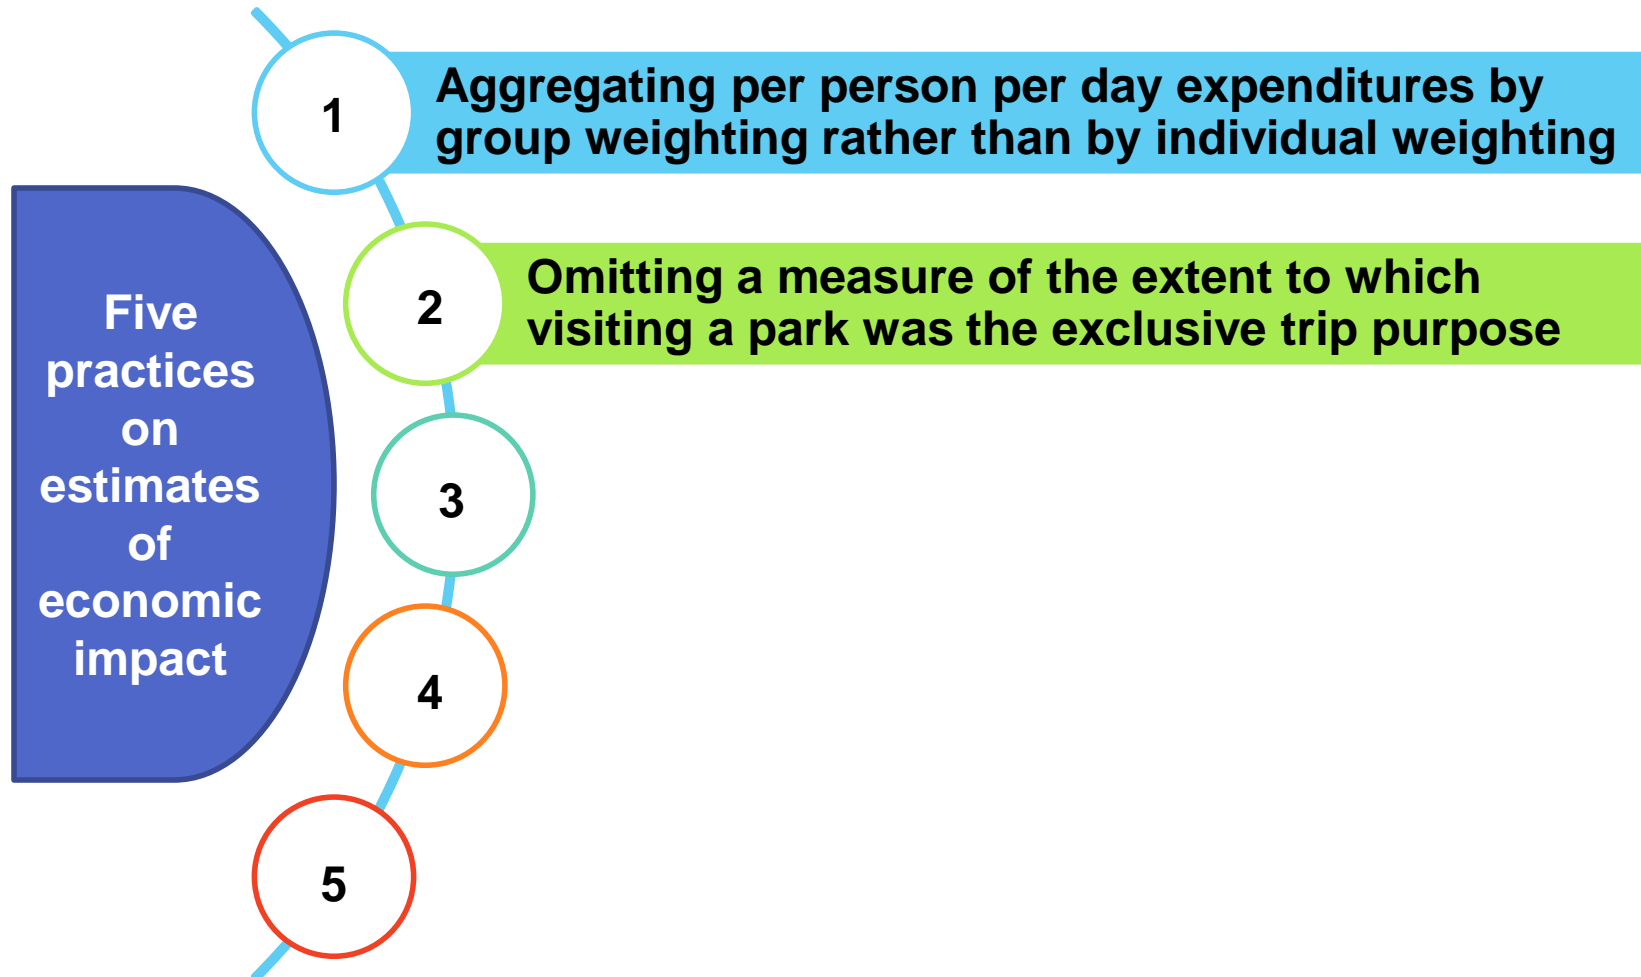 Five
practices
on
estimates
of
economic
impact
1
Aggregating per person per day expenditures by
group weighting rather than by individual weighting
2
Omitting a measure of the extent to which
visiting a park was the exclusive trip purpose
3
4
5